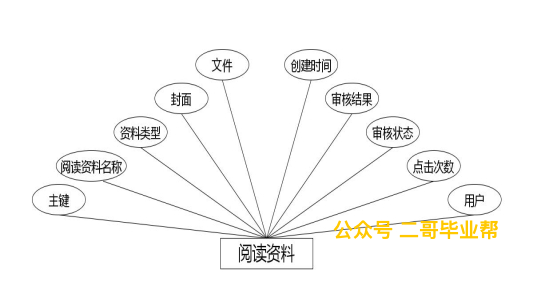 文件
创建时间
封面
审核结果
资料类型
审核状态
阅读资料名称
点击次数
主键
用户
公众号 二哥毕业帮
阅读资料